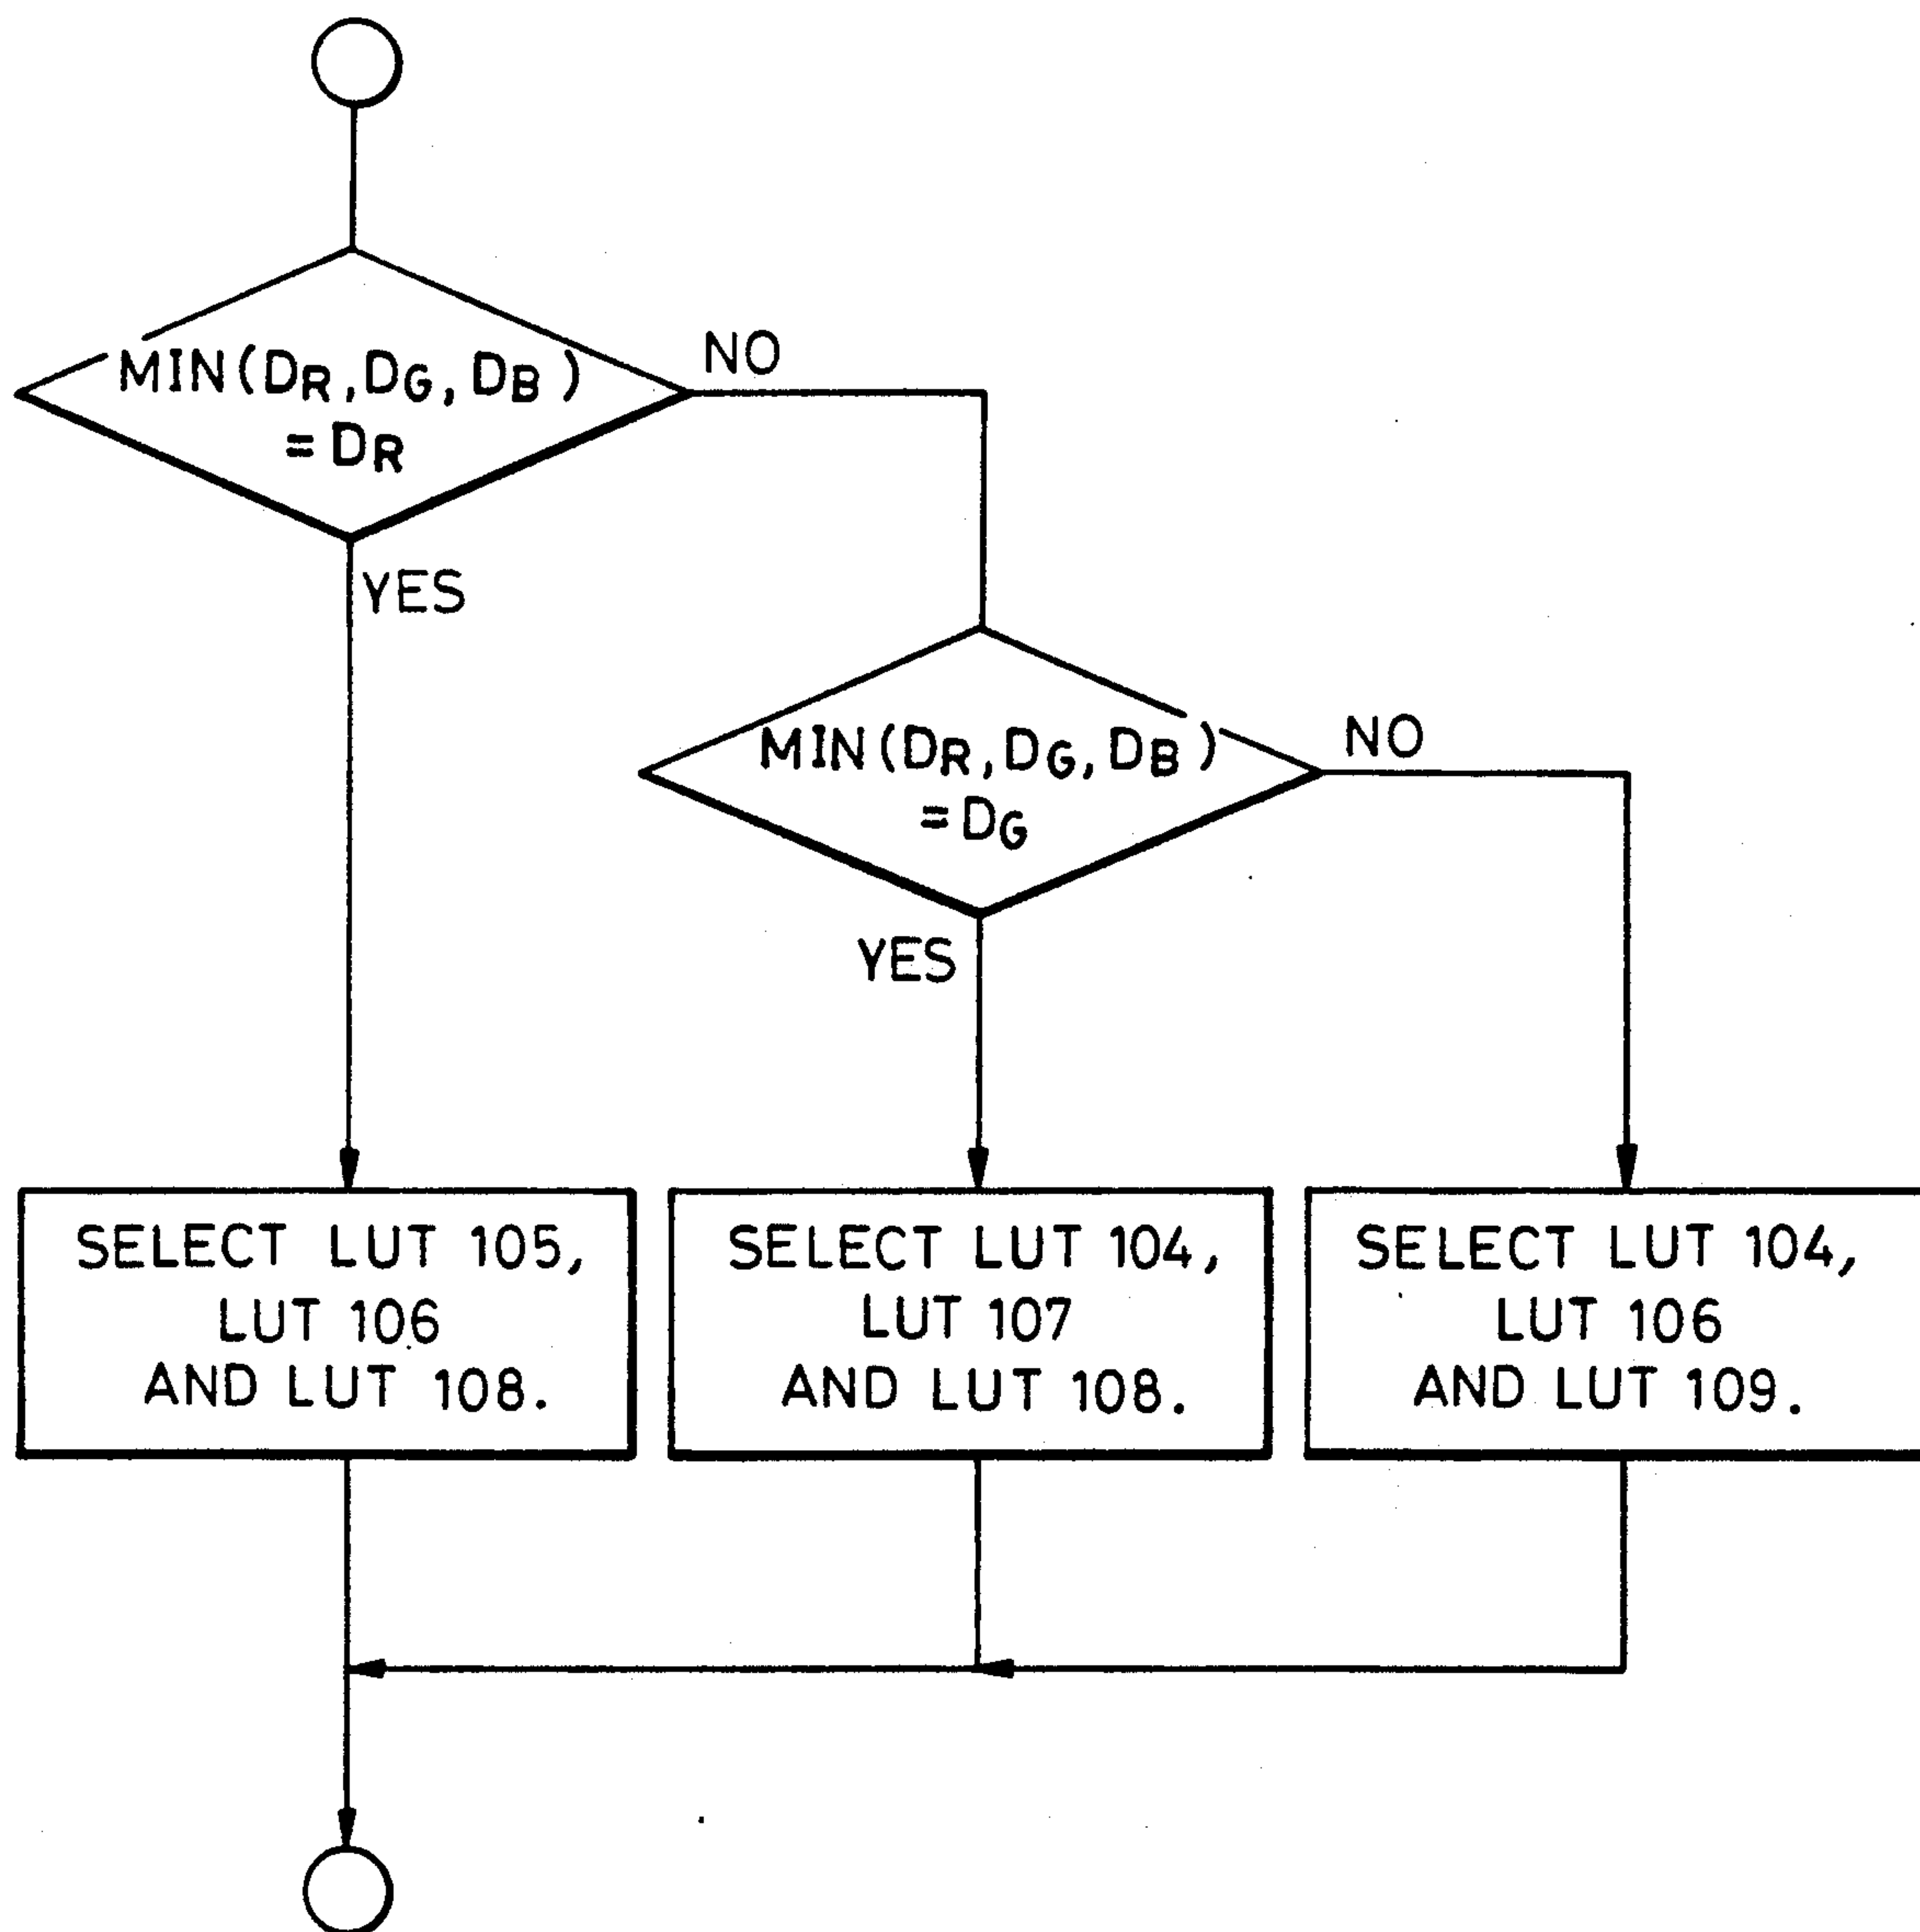 MIN(DR,DG,DB)
=DR
NO
YES
MIN(DR,DG,DB)
=DG
NO
YES
SELECT LUT 105,
LUT 106
AND LUT 108.
SELECT LUT 104,
LUT 107
AND LUT 108.
SELECT LUT 104,
LUT 106
AND LUT 109.